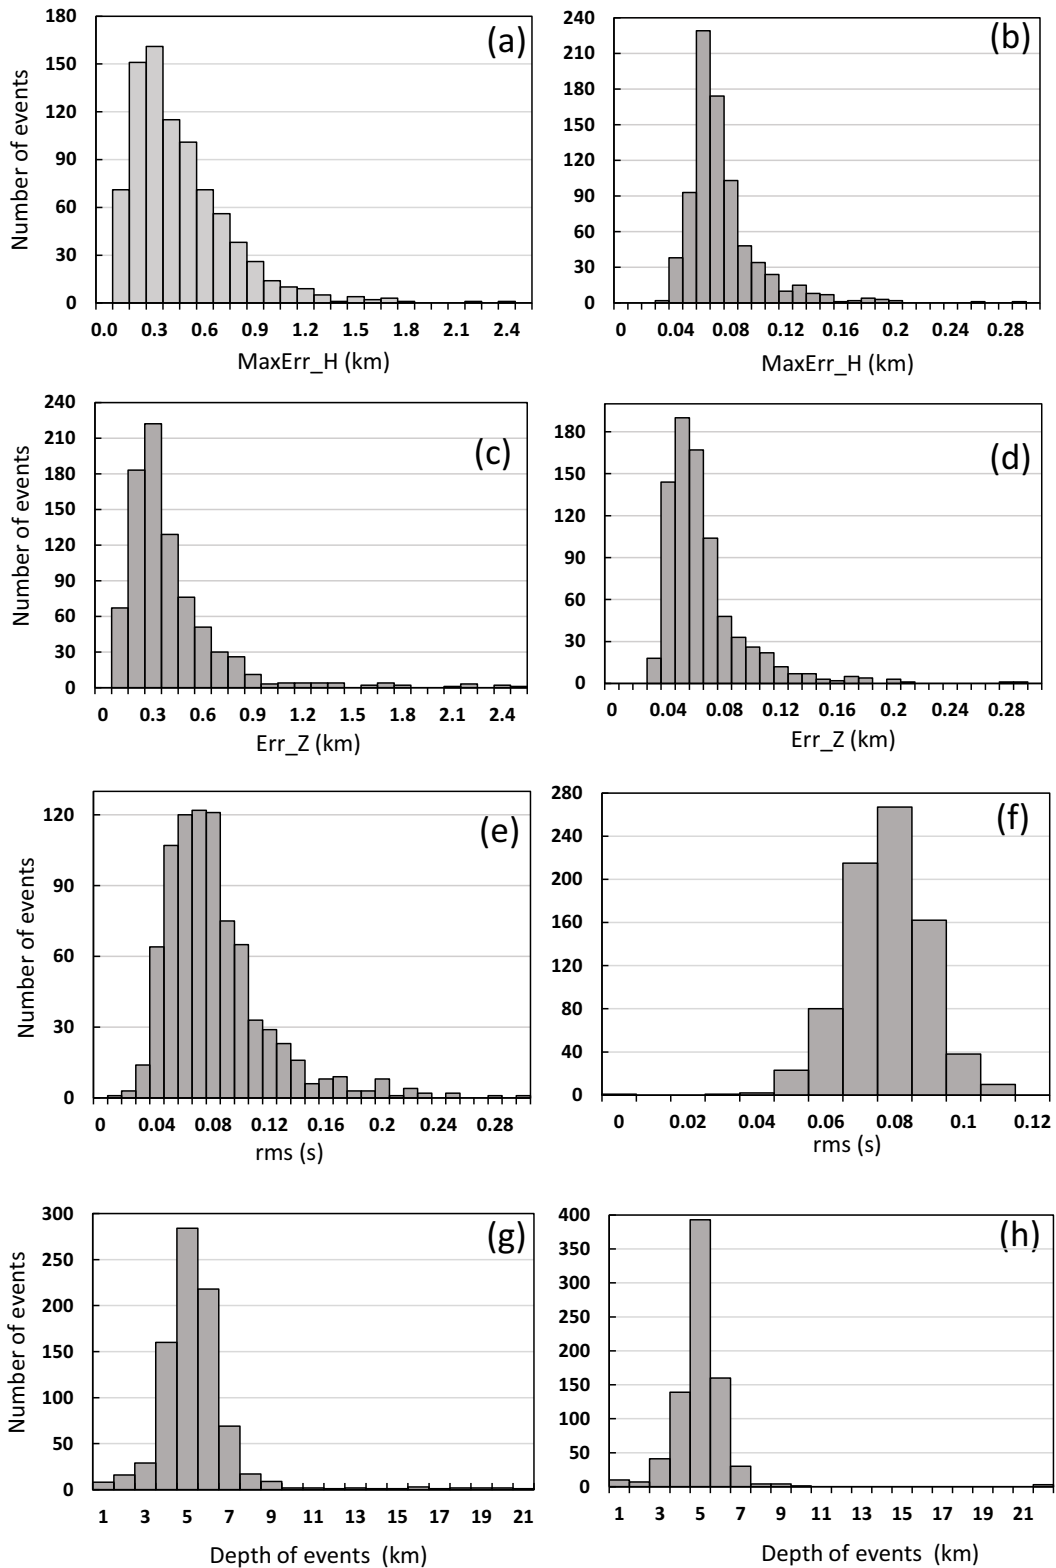 (a)
Number of events
180
150
120
90
60
30
0
0.0 0.3 0.6 0.9 1.2 1.5 1.8 2.1 2.4
MaxErr_H (km)
(b)
240
210
180
150
120
90
60
30
0
0 0.04 0.08 0.12 0.16 0.2 0.24 0.28
MaxErr_H (km)
(c)
Number of events
240
210
180
150
120
90
60
30
0
0 0.3 0.6 0.9 1.2 1.5 1.8 2.1 2.4
Err_Z (km)
(d)
180
150
120
90
60
30
0
0 0.04 0.08 0.12 0.16 0.2 0.24 0.28
Err_Z (km)
(e)
Number of events
120
90
60
30
0
0 0.04 0.08 0.12 0.16 0.2 0.24 0.28
rms (s)
(f)
280
240
200
160
120
80
40
0
0 0.02 0.04 0.06 0.08 0.1 0.12
rms (s)
(g)
Number of events
300
250
200
150
100
50
0
1 3 5 7 9 11 13 15 17 19 21
Depth of events (km)
(h)
400
350
300
250
200
150
100
50
0
1 3 5 7 9 11 13 15 17 19 21
Depth of events (km)